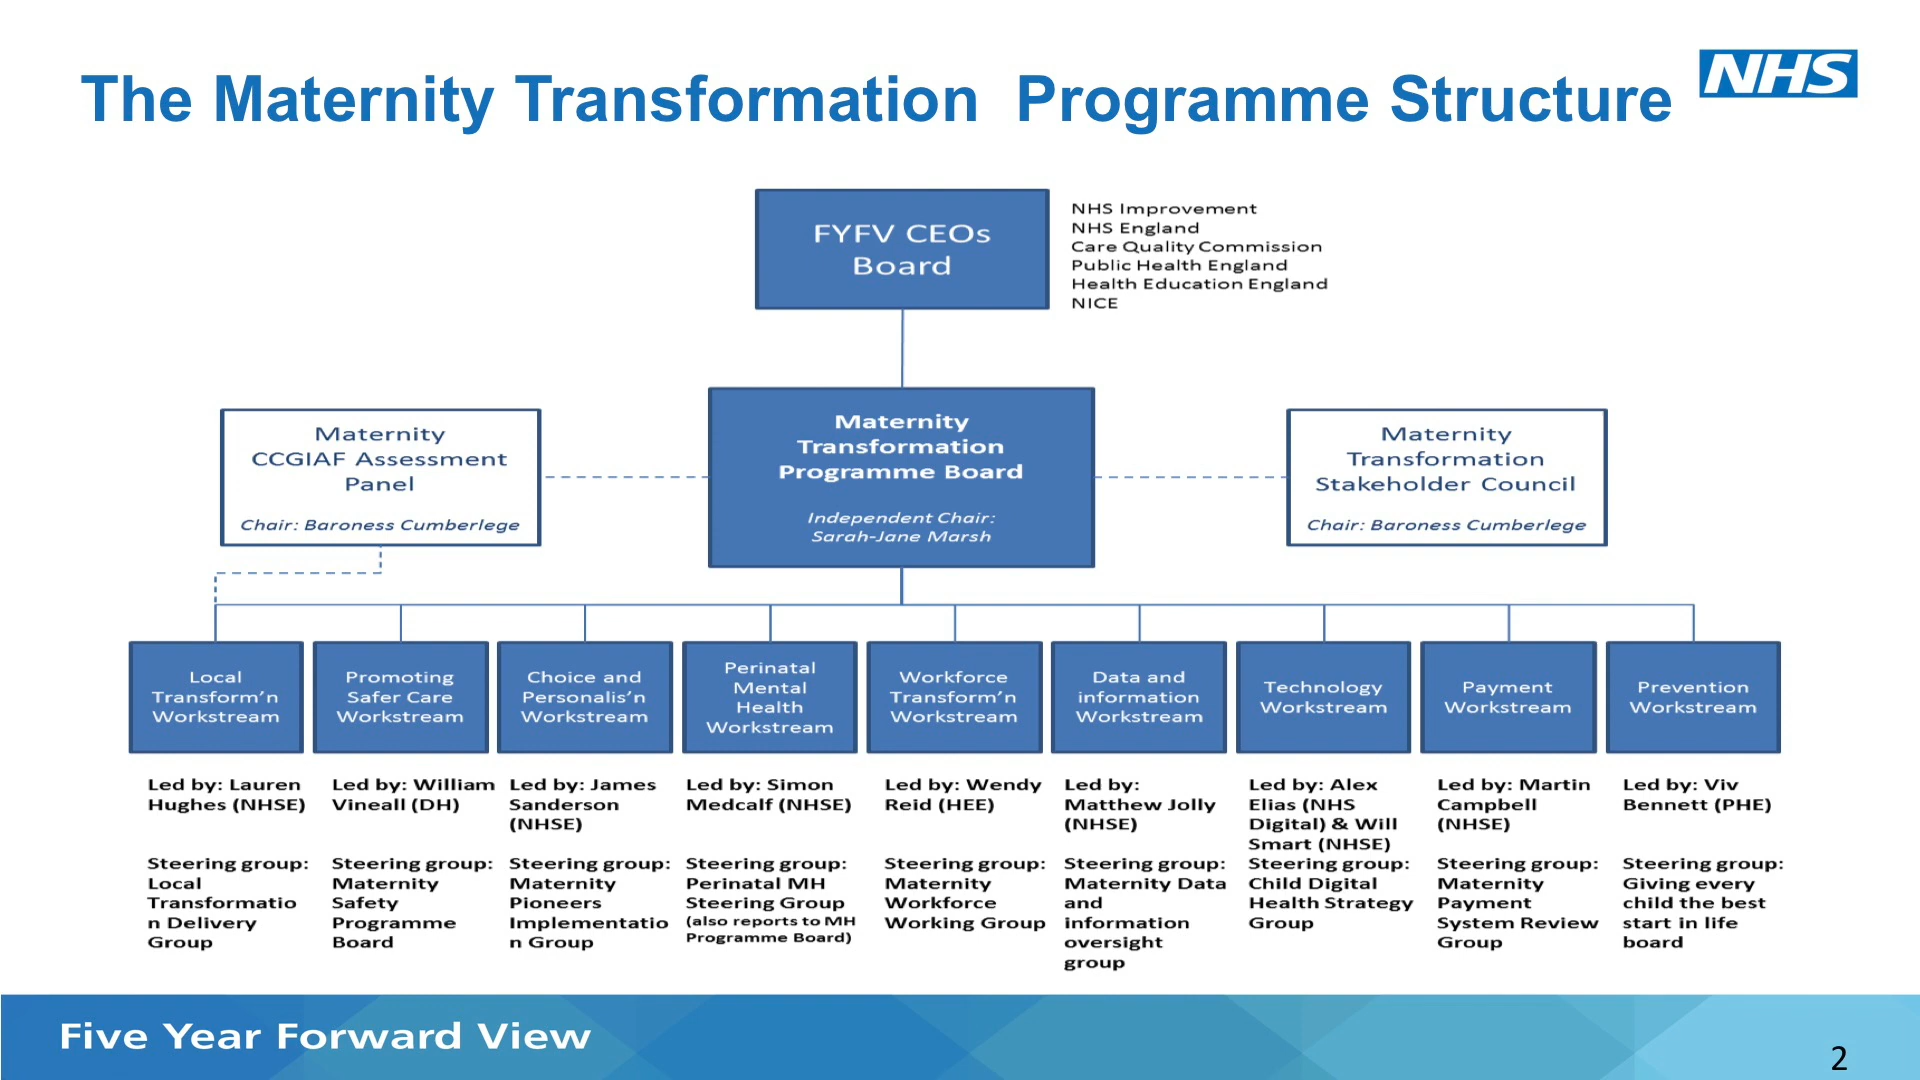 The Maternity Transformation  Programme Structure
NHS
FYFV CEOs
Board
NHS Improvement
NHS England
Care Quality Commission
Public Health England
Health Education England
NICE
Maternity
CCGIAF Assessment
Panel
Chair: Baroness Cumberlege
Maternity
Transformation
Programme Board
Independent Chair:
Sarah-Jane Marsh
Maternity
Transformation
Stakeholder Council
Chair: Baroness Cumberlege
Local
Transform’n
Workstream
Promoting
Safer Care
Workstream
Choice and
Personalis’n
Workstream
Perinatal
Mental
Health
Workstream
Workforce
Transform’n
Workstream
Data and
information
Workstream
Technology
Workstream
Payment
Workstream
Prevention
Workstream
Led by: Lauren
Hughes (NHSE)
Led by: William
Vineall (DH)
Led by: James
Sanderson
(NHSE)
Led by: Simon
Medcalf (NHSE)
Led by: Wendy
Reid (HEE)
Led by:
Matthew Jolly
(NHSE)
Led by: Alex
Elias (NHS
Digital) & Will
Smart (NHSE)
Led by: Martin
Campbell
(NHSE)
Led by: Viv
Bennett (PHE)
Steering group:
Local
Transformatio
n Delivery
Group
Steering group:
Maternity
Safety
Programme
Board
Steering group:
Maternity
Pioneers
Implementatio
n Group
Steering group:
Perinatal MH
Steering Group
(also reports to MH
Programme Board)
Steering group:
Maternity
Workforce
Working Group
Steering group:
Maternity Data
and
information
oversight
group
Steering group:
Child Digital
Health Strategy
Group
Steering group:
Maternity
Payment
System Review
Group
Steering group:
Giving every
child the best
start in life
board
Five Year Forward View
2